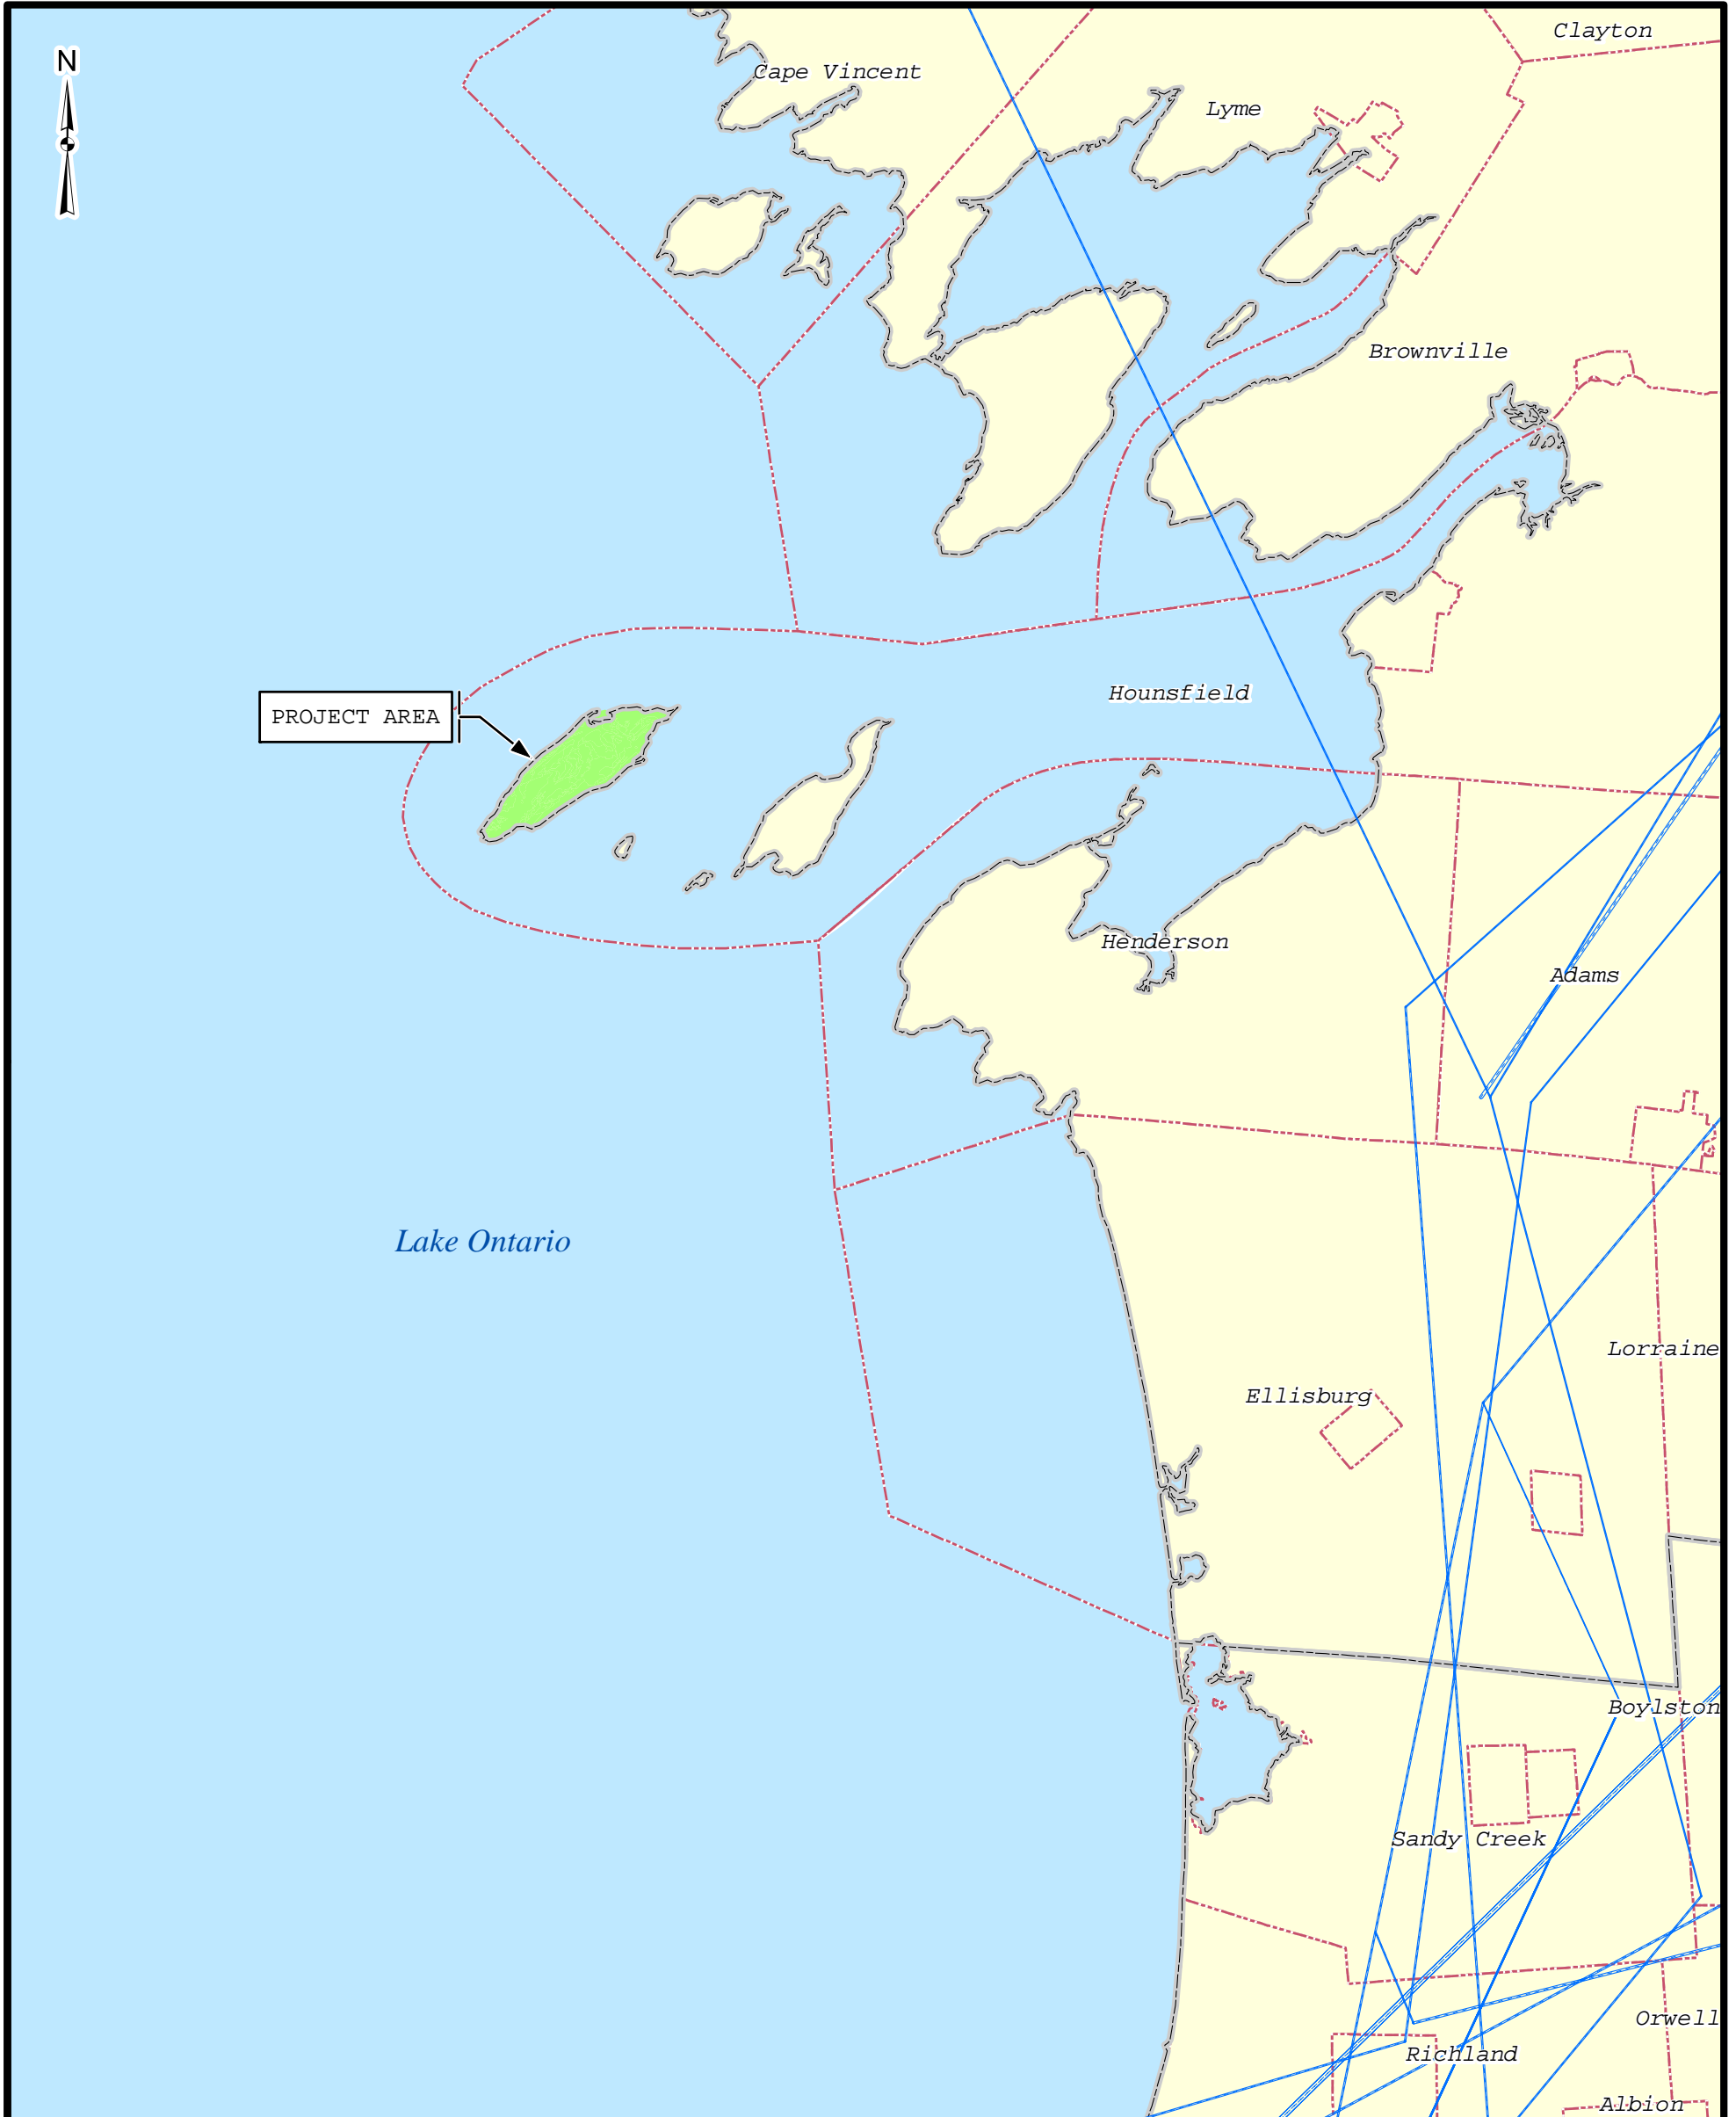 Clayton
N
Cape Vincent
Lyme
Brownville
Hounsfield
PROJECT AREA
Henderson
Adams
Lake Ontario
Lorraine
Ellisburg
Boylston
Sandy Creek
Orwell
Richland
Albion